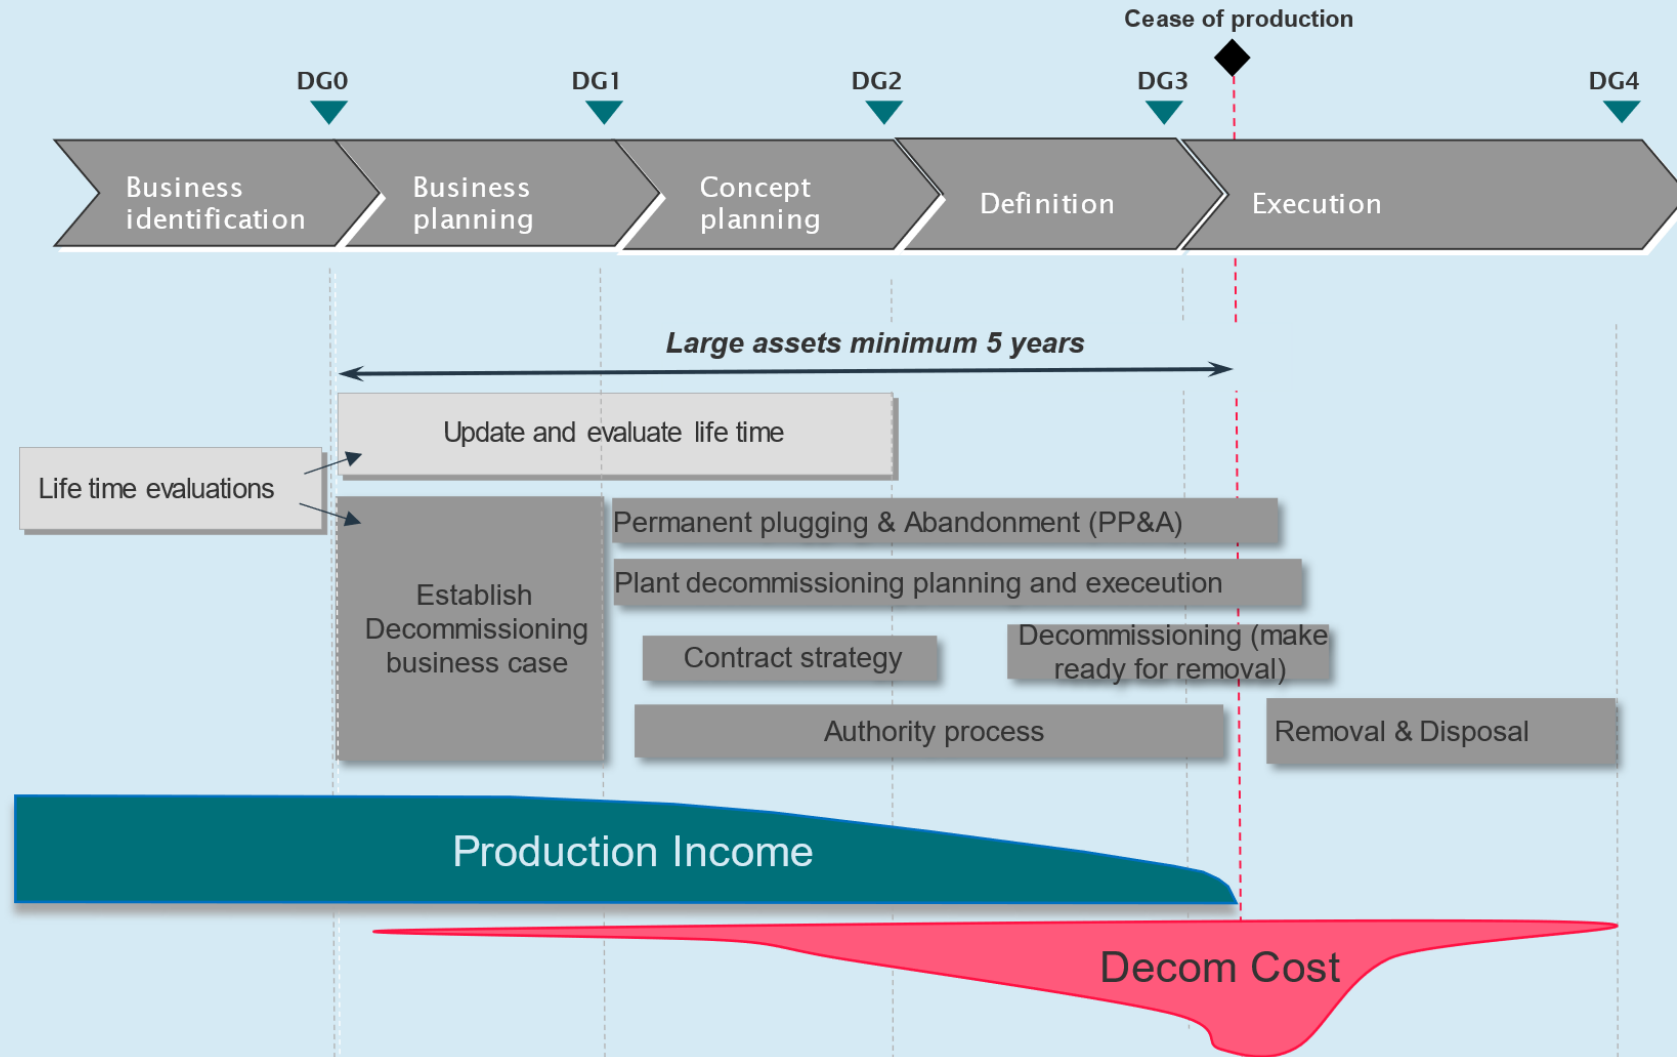 Cease of production
DG0
DG1
DG2
DG3
DG4
Business
identification
Business
planning
Concept
planning
Definition
Execution
Large assets minimum 5 years
Update and evaluate life time
Life time evaluations
Establish
Decommissioning
business case
Permanent plugging & Abandonment (PP&A)
Plant decommissioning planning and execeution
Contract strategy
Decommissioning (make
ready for removal)
Authority process
Removal & Disposal
Production Income
Decom Cost